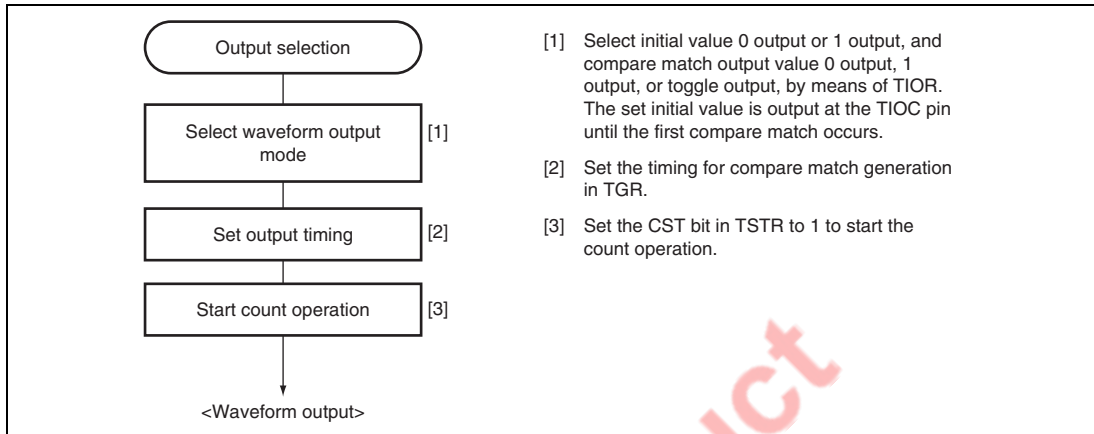 Output selection
Select waveform output
mode
[1]
Set output timing
[2]
Start count operation
[3]
<Waveform output>
[1] Select initial value 0 output or 1 output, and
compare match output value 0 output, 1
output, or toggle output, by means of TIOR.
The set initial value is output at the TIOC pin
until the first compare match occurs.
[2] Set the timing for compare match generation
in TGR.
[3] Set the CST bit in TSTR to 1 to start the
count operation.
uct